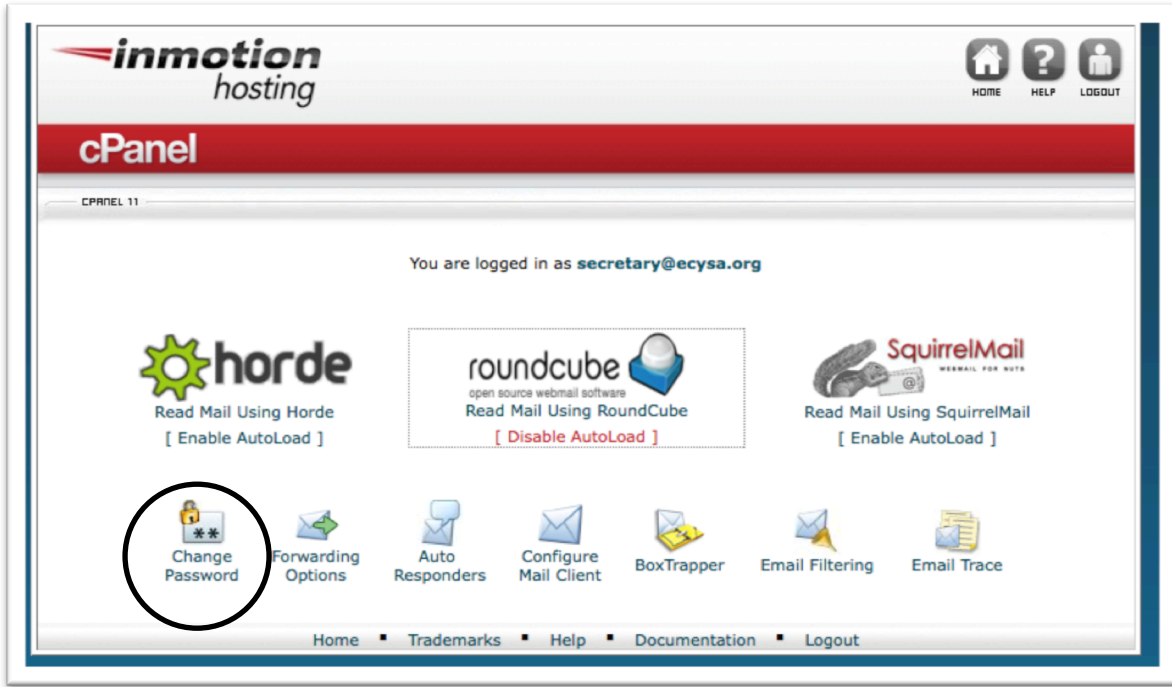 inmotion
hosting
HOME HELP LOGOUT
cPanel
CPANEL 11
You are logged in as secretary@ecysa.org
horde
Read Mail Using Horde
[ Enable AutoLoad ]
roundcube
open source webmail software
Read Mail Using RoundCube
[ Disable AutoLoad ]
SquirrelMail
WEBMAIL FOR NUTS
@
Read Mail Using SquirrelMail
[ Enable AutoLoad ]
**
Change
Password
Forwarding
Options
Auto
Responders
Configure
Mail Client
BoxTrapper
Email Filtering
Email Trace
Home ▪ Trademarks ▪ Help ▪ Documentation ▪ Logout